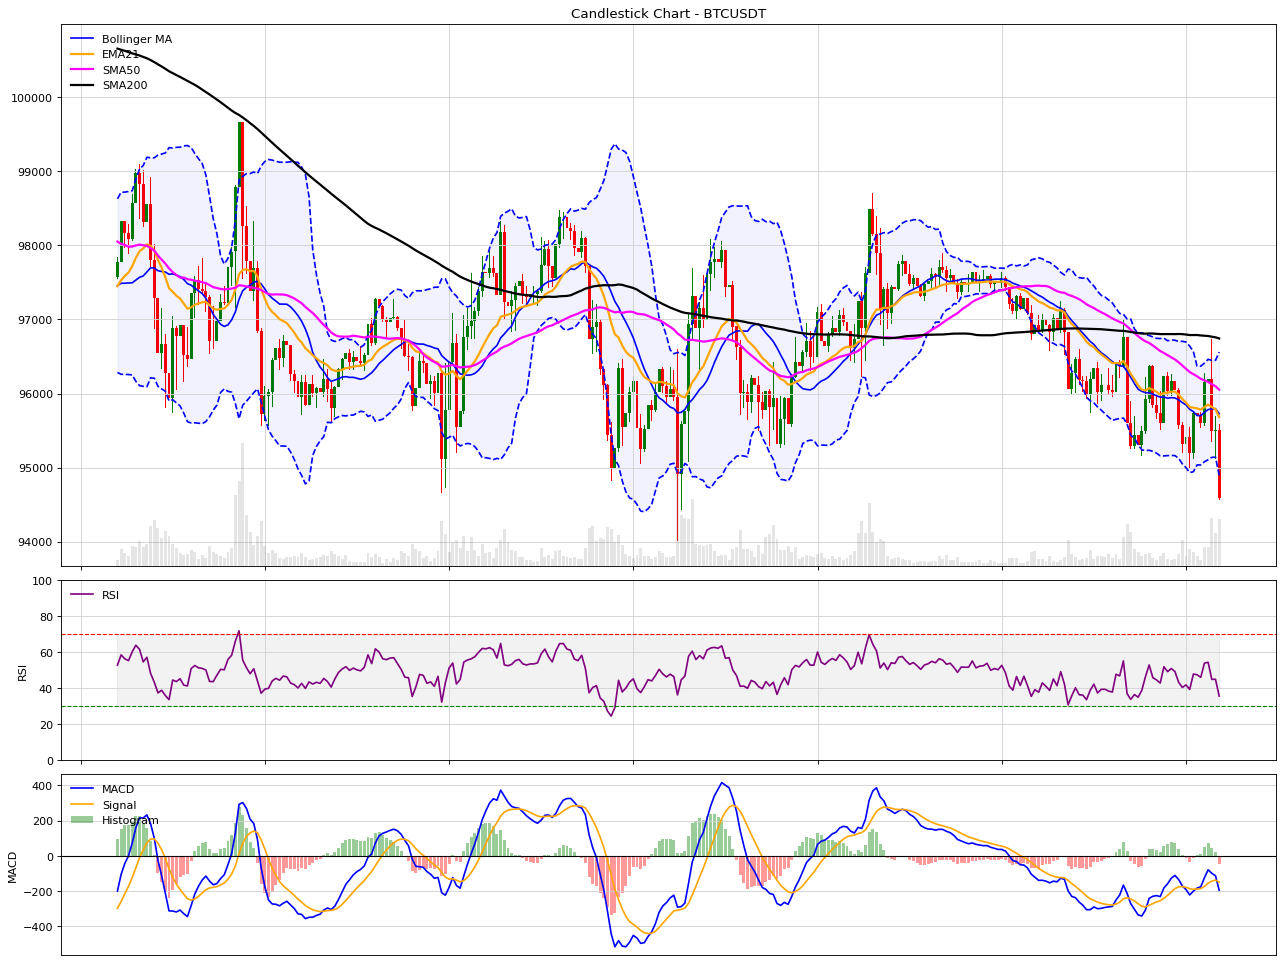 Candlestick Chart - BTCUSDT
Bollinger MA
EMA21
SMA50
SMA200
100000
99000
98000
97000
96000
95000
94000
100
80
60
40
20
0
RSI
RSI
400
200
0
−200
−400
MACD
MACD
Signal
Histogram